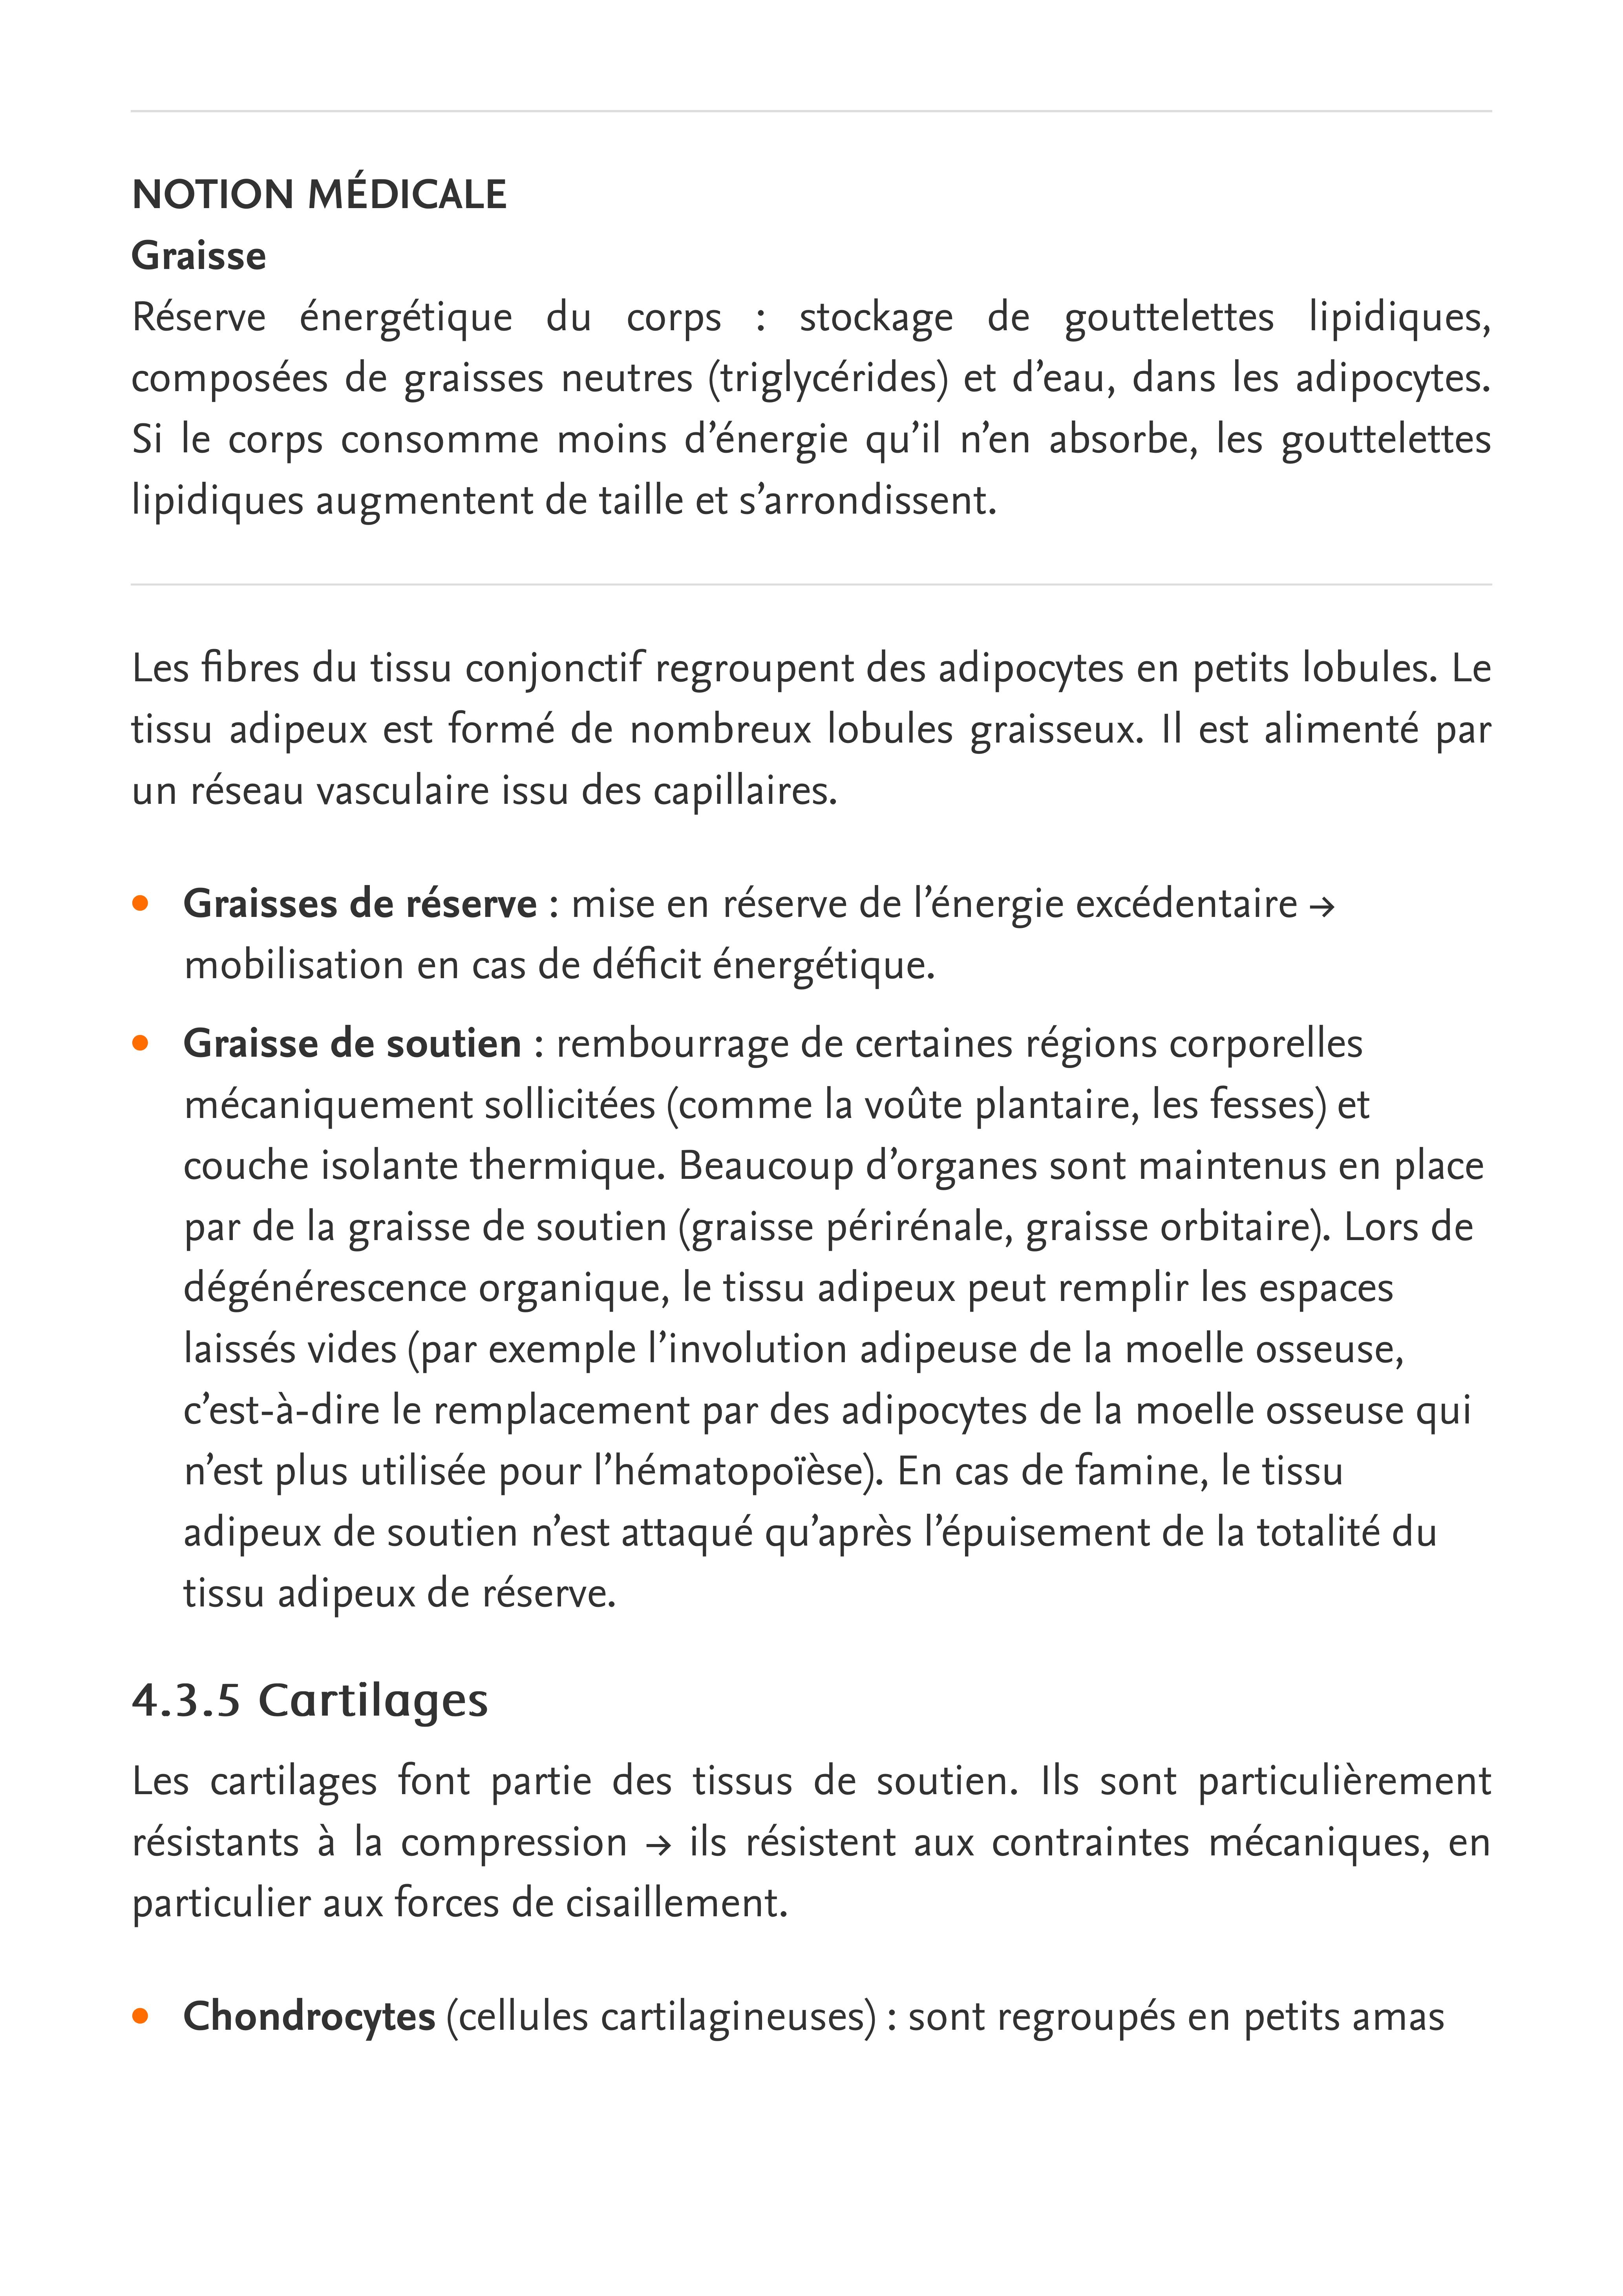 NOTION MÉDICALE
Graisse
Réserve énergétique du corps : stockage de gouttelettes lipidiques,
composées de graisses neutres (triglycérides) et d’eau, dans les adipocytes.
Si le corps consomme moins d’énergie qu’il n’en absorbe, les gouttelettes
lipidiques augmentent de taille et s’arrondissent.
Les fibres du tissu conjonctif regroupent des adipocytes en petits lobules. Le
tissu adipeux est formé de nombreux lobules graisseux. Il est alimenté par
un réseau vasculaire issu des capillaires.
• Graisses de réserve : mise en réserve de l’énergie excédentaire →
mobilisation en cas de déficit énergétique.
• Graisse de soutien : rembourrage de certaines régions corporelles
mécaniquement sollicitées (comme la voûte plantaire, les fesses) et
couche isolante thermique. Beaucoup d’organes sont maintenus en place
par de la graisse de soutien (graisse périrénale, graisse orbitaire). Lors de
dégénérescence organique, le tissu adipeux peut remplir les espaces
laissés vides (par exemple l’involution adipeuse de la moelle osseuse,
c’est-à-dire le remplacement par des adipocytes de la moelle osseuse qui
n’est plus utilisée pour l’hématopoïèse). En cas de famine, le tissu
adipeux de soutien n’est attaqué qu’après l’épuisement de la totalité du
tissu adipeux de réserve.
4.3.5 Cartilages
Les cartilages font partie des tissus de soutien. Ils sont particulièrement
résistants à la compression → ils résistent aux contraintes mécaniques, en
particulier aux forces de cisaillement.
• Chondrocytes (cellules cartilagineuses) : sont regroupés en petits amas